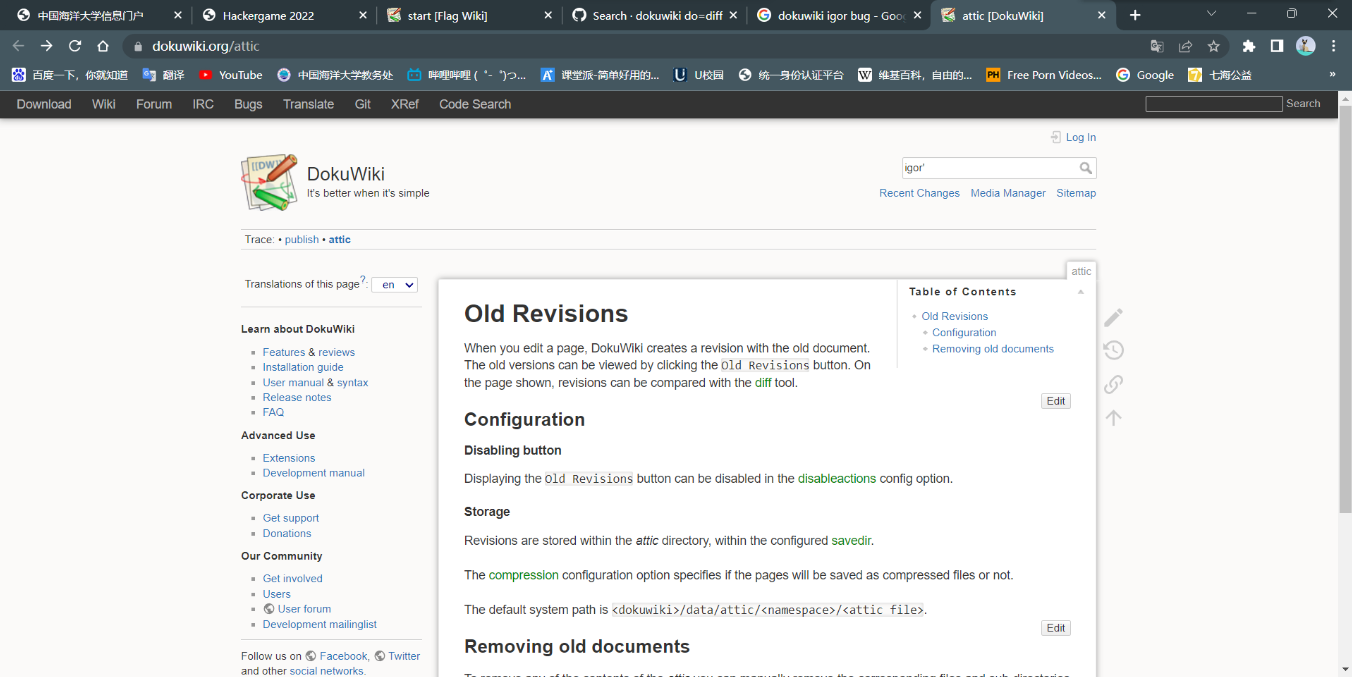 中国海洋大学信息门户
Hackergame 2022
start [Flag Wiki]
Search · dokuwiki do=diff
dokuwiki igor bug - Goo
attic [DokuWiki]
dokuwiki.org/attic
百度一下，你就知道
翻译
YouTube
中国海洋大学教务处
哔哩哔哩 (゜-゜)つ...
课堂派-简单好用的...
U校园
统一身份认证平台
维基百科，自由的...
Free Porn Videos...
Google
七海公益
»
Download Wiki Forum IRC Bugs Translate Git XRef Code Search
Search
Log In
[[DW]]
DokuWiki
It's better when it's simple
igor'
Recent Changes Media Manager Sitemap
Trace: • publish • attic
Translations of this page?: en
attic
Learn about DokuWiki
Features & reviews
Installation guide
User manual & syntax
Release notes
FAQ
Advanced Use
Extensions
Development manual
Corporate Use
Get support
Donations
Our Community
Get involved
Users
User forum
Development mailinglist
Follow us on Facebook, Twitter
and other social networks.
Table of Contents
Old Revisions
Configuration
Removing old documents
Old Revisions
When you edit a page, DokuWiki creates a revision with the old document.
The old versions can be viewed by clicking the Old Revisions button. On
the page shown, revisions can be compared with the diff tool.
Edit
Configuration
Disabling button
Displaying the Old Revisions button can be disabled in the disableactions config option.
Storage
Revisions are stored within the attic directory, within the configured savedir.
The compression configuration option specifies if the pages will be saved as compressed files or not.
The default system path is <dokuwiki>/data/attic/<namespace>/<attic file>.
Edit
Removing old documents